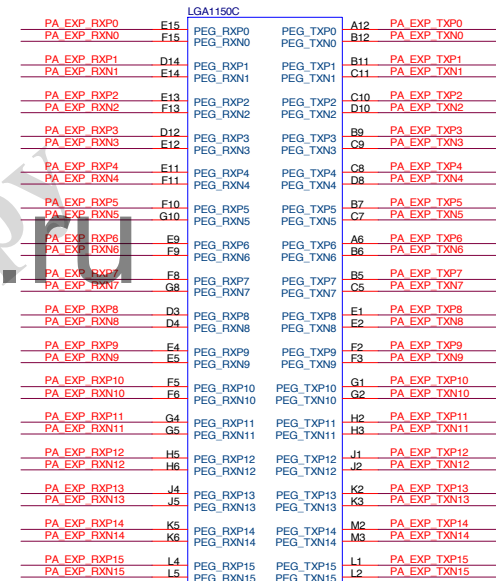 LGA1150C
PA_EXP_RXP0 E15 PEG_RXP0 PEG_TXP0 A12 PA_EXP_TXP0
PA_EXP_RXN0 F15 PEG_RXN0 PEG_TXN0 B12 PA_EXP_TXN0
PA_EXP_RXP1 D14 PEG_RXP1 PEG_TXP1 B11 PA_EXP_TXP1
PA_EXP_RXN1 E14 PEG_RXN1 PEG_TXN1 C11 PA_EXP_TXN1
PA_EXP_RXP2 E13 PEG_RXP2 PEG_TXP2 C10 PA_EXP_TXP2
PA_EXP_RXN2 F13 PEG_RXN2 PEG_TXN2 D10 PA_EXP_TXN2
PA_EXP_RXP3 D12 PEG_RXP3 PEG_TXP3 B9 PA_EXP_TXP3
PA_EXP_RXN3 E12 PEG_RXN3 PEG_TXN3 C9 PA_EXP_TXN3
PA_EXP_RXP4 E11 PEG_RXP4 PEG_TXP4 C8 PA_EXP_TXP4
PA_EXP_RXN4 F11 PEG_RXN4 PEG_TXN4 D8 PA_EXP_TXN4
PA_EXP_RXP5 F10 PEG_RXP5 PEG_TXP5 B7 PA_EXP_TXP5
PA_EXP_RXN5 G10 PEG_RXN5 PEG_TXN5 C7 PA_EXP_TXN5
PA_EXP_RXP6 E9 PEG_RXP6 PEG_TXP6 A6 PA_EXP_TXP6
PA_EXP_RXN6 F9 PEG_RXN6 PEG_TXN6 B6 PA_EXP_TXN6
.ru
PA_EXP_RXP7 F8 PEG_RXP7 PEG_TXP7 B5 PA_EXP_TXP7
PA_EXP_RXN7 G8 PEG_RXN7 PEG_TXN7 C5 PA_EXP_TXN7
PA_EXP_RXP8 D3 PEG_RXP8 PEG_TXP8 E1 PA_EXP_TXP8
PA_EXP_RXN8 D4 PEG_RXN8 PEG_TXN8 E2 PA_EXP_TXN8
PA_EXP_RXP9 E4 PEG_RXP9 PEG_TXP9 F2 PA_EXP_TXP9
PA_EXP_RXN9 E5 PEG_RXN9 PEG_TXN9 F3 PA_EXP_TXN9
PA_EXP_RXP10 F5 PEG_RXP10 PEG_TXP10 G1 PA_EXP_TXP10
PA_EXP_RXN10 F6 PEG_RXN10 PEG_TXN10 G2 PA_EXP_TXN10
PA_EXP_RXP11 G4 PEG_RXP11 PEG_TXP11 H2 PA_EXP_TXP11
PA_EXP_RXN11 G5 PEG_RXN11 PEG_TXN11 H3 PA_EXP_TXN11
PA_EXP_RXP12 H5 PEG_RXP12 PEG_TXP12 J1 PA_EXP_TXP12
PA_EXP_RXN12 H6 PEG_RXN12 PEG_TXN12 J2 PA_EXP_TXN12
PA_EXP_RXP13 J4 PEG_RXP13 PEG_TXP13 K2 PA_EXP_TXP13
PA_EXP_RXN13 J5 PEG_RXN13 PEG_TXN13 K3 PA_EXP_TXN13
PA_EXP_RXP14 K5 PEG_RXP14 PEG_TXP14 M2 PA_EXP_TXP14
PA_EXP_RXN14 K6 PEG_RXN14 PEG_TXN14 M3 PA_EXP_TXN14
PA_EXP_RXP15 L4 PEG_RXP15 PEG_TXP15 L1 PA_EXP_TXP15
PA_EXP_RXN15 L5 PEG_RXN15 PEG_TXN15 L2 PA_EXP_TXN15